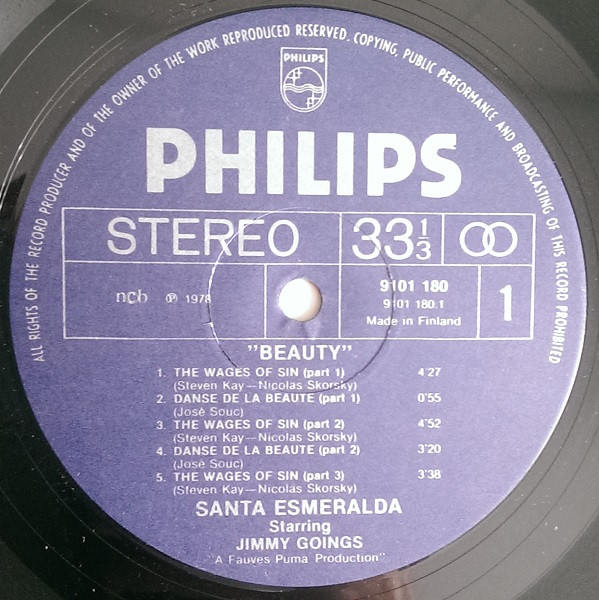 ALL RIGHTS OF THE RECORD PRODUCER AND OF THE OWNER OF THE WORK REPRODUCED RESERVED. COPYING, PUBLIC PERFORMANCE AND BROADCASTING OF THIS RECORD PROHIBITED
PHILIPS
PHILIPS
STEREO 33 1/3
ncb ℗ 1978
9101 180
9101 180.1
Made in Finland
1
"BEAUTY"
1. THE WAGES OF SIN (part 1) 4'27
(Steven Kay—Nicolas Skorsky)
2. DANSE DE LA BEAUTE (part 1) 0'55
(José Souc)
3. THE WAGES OF SIN (part 2) 4'52
(Steven Kay—Nicolas Skorsky)
4. DANSE DE LA BEAUTE (part 2) 3'20
(José Souc)
5. THE WAGES OF SIN (part 3) 3'38
(Steven Kay—Nicolas Skorsky)
SANTA ESMERALDA
Starring
JIMMY GOINGS
"A Fauves Puma Production"